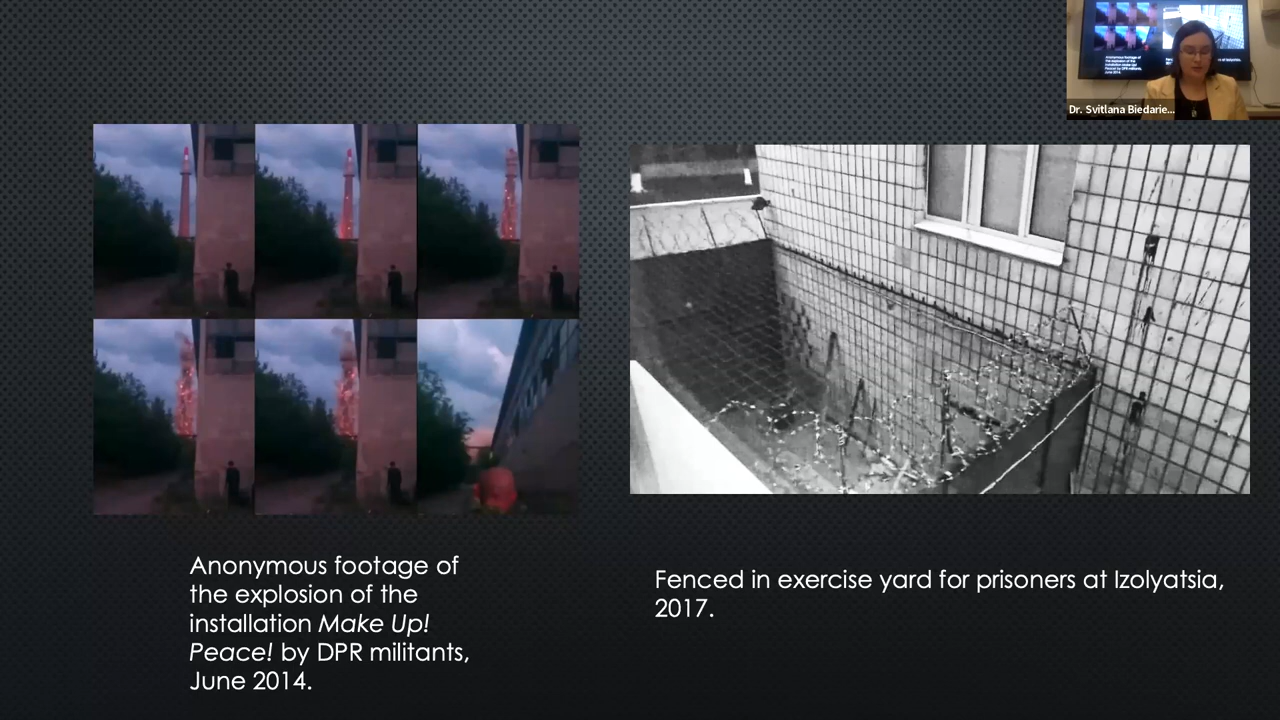 Dr. Svitlana Biedarie...
Anonymous footage of
the explosion of the
installation Make Up!
Peace! by DPR militants,
June 2014.
Fenced in exercise yard for prisoners at Izolyatsia,
2017.